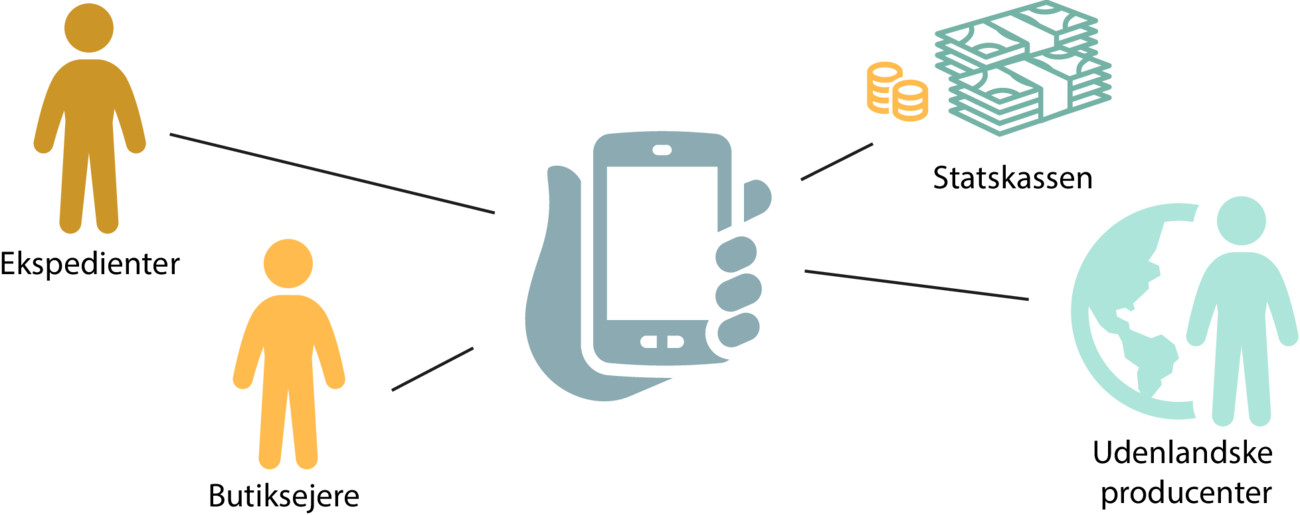 Ekspedienter
Butiksejere
Statskassen
Udenlandske
producenter